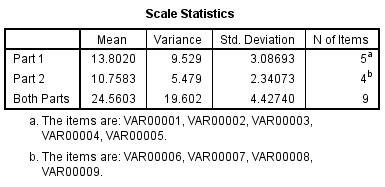 Scale Statistics
Mean Variance Std. Deviation N of Items
Part 1 13.8020 9.529 3.08693 5a
Part 2 10.7583 5.479 2.34073 4b
Both Parts 24.5603 19.602 4.42740 9
a. The items are: VAR00001, VAR00002, VAR00003,
VAR00004, VAR00005.
b. The items are: VAR00006, VAR00007, VAR00008,
VAR00009.